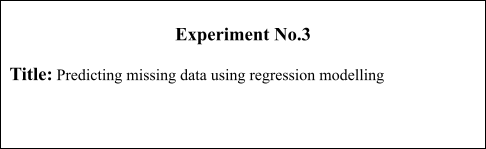 Experiment No.3
Title: Predicting missing data using regression modelling